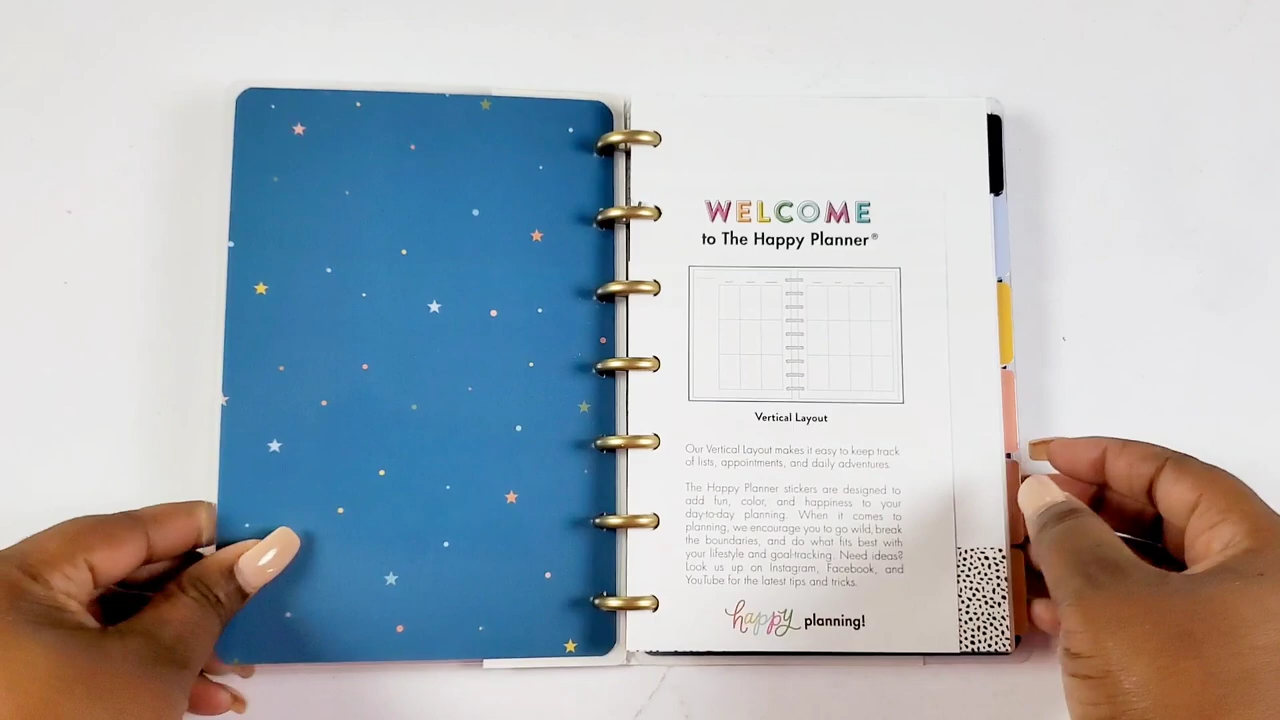 WELCOME
to The Happy Planner®
Vertical Layout
Our Vertical Layout makes it easy to keep track
of lists, appointments, and daily adventures.
The Happy Planner stickers are designed to
add fun, color, and happiness to your
day-to-day planning. When it comes to
planning, we encourage you to go wild, break
the boundaries, and do what fits best with
your lifestyle and goal-tracking. Need ideas?
Look us up on Instagram, Facebook, and
YouTube for the latest tips and tricks.
happy planning!